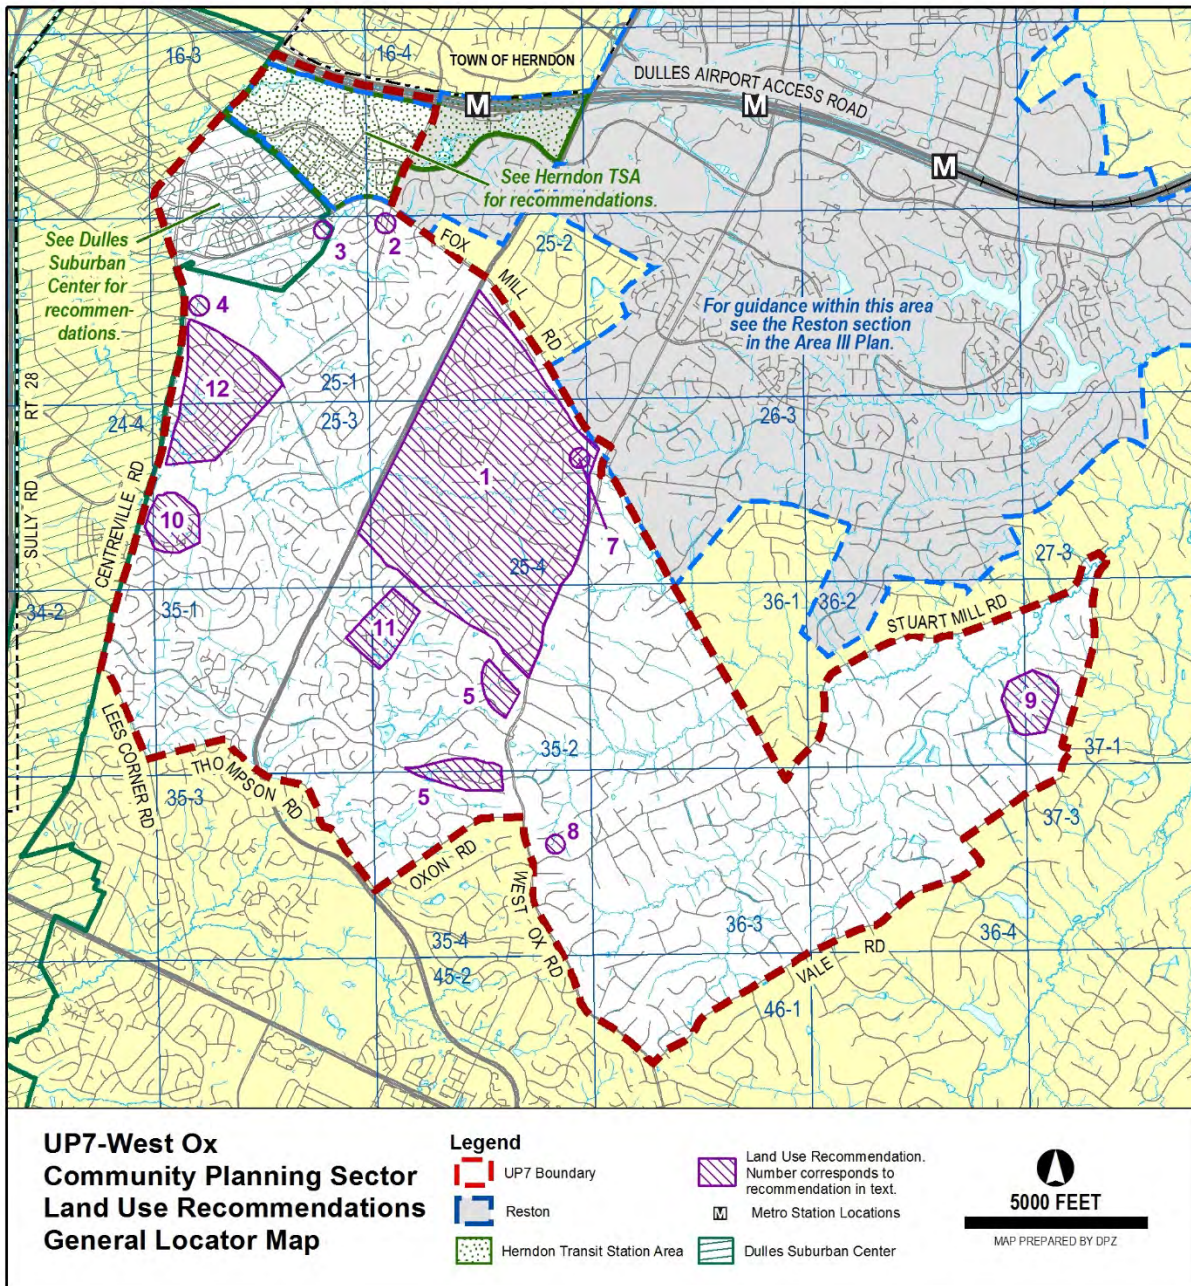 16-3
16-4
TOWN OF HERNDON
DULLES AIRPORT ACCESS ROAD
M
M
M
See Herndon TSA
for recommendations.
See Dulles
Suburban
Center for
recommen-
dations.
3
2
FOX
MILL
RD
25-2
4
For guidance within this area
see the Reston section
in the Area III Plan.
12
25-1
25-3
24-4
26-3
RT 28
SULLY RD
CENTREVILLE RD
1
10
7
25-4
27-3
34-2
35-1
36-1
36-2
STUART MILL RD
11
5
9
35-2
37-1
LEES CORNER RD
THOMPSON RD
35-3
5
37-3
8
OXON RD
WEST OX RD
35-4
45-2
36-3
36-4
VALE RD
46-1
UP7-West Ox
Community Planning Sector
Land Use Recommendations
General Locator Map
Legend
UP7 Boundary
Reston
Herndon Transit Station Area
Land Use Recommendation.
Number corresponds to
recommendation in text.
M Metro Station Locations
Dulles Suburban Center
5000 FEET
MAP PREPARED BY DPZ